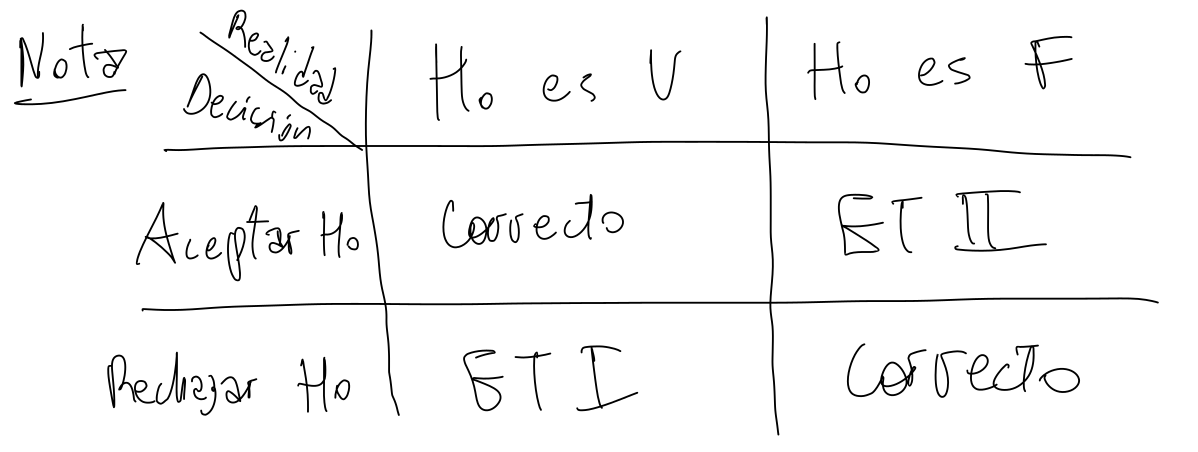 Nota
Realidad
Decisión
Ho es V
Ho es F
Aceptar Ho
Correcto
ET II
Rechazar Ho
ET I
Correcto